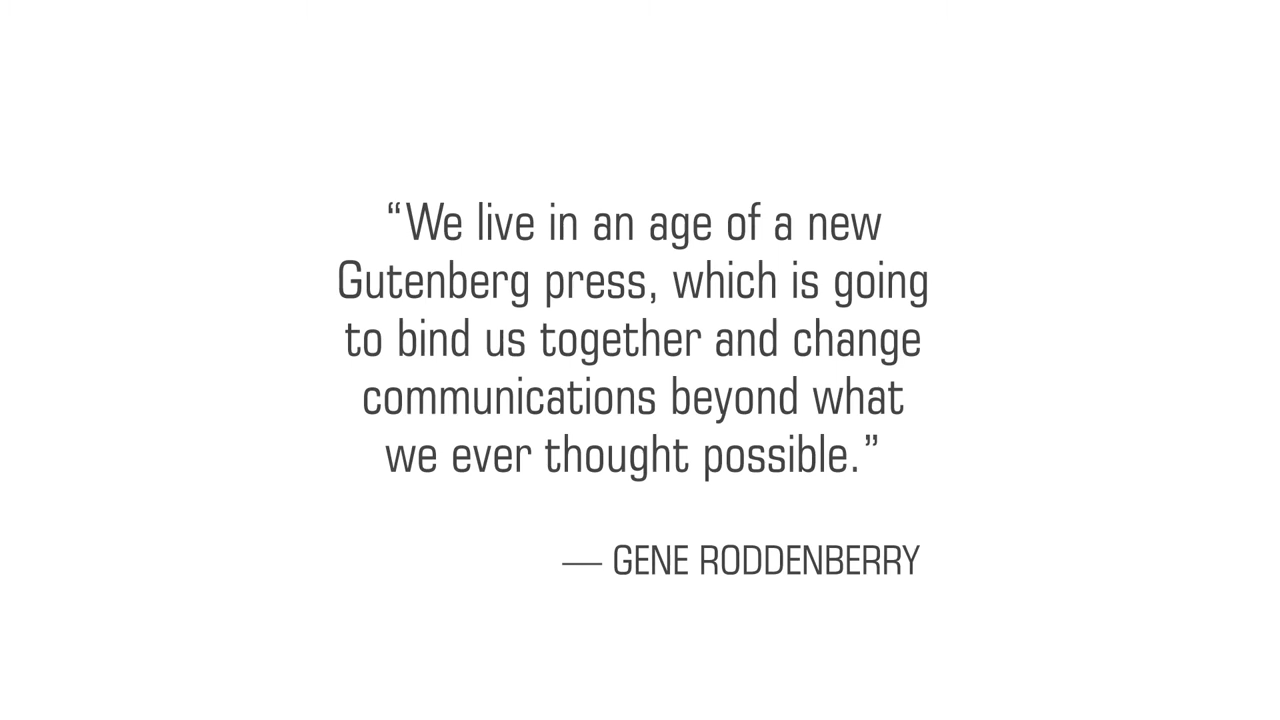 “We live in an age of a new
Gutenberg press, which is going
to bind us together and change
communications beyond what
we ever thought possible.”
— GENE RODDENBERRY